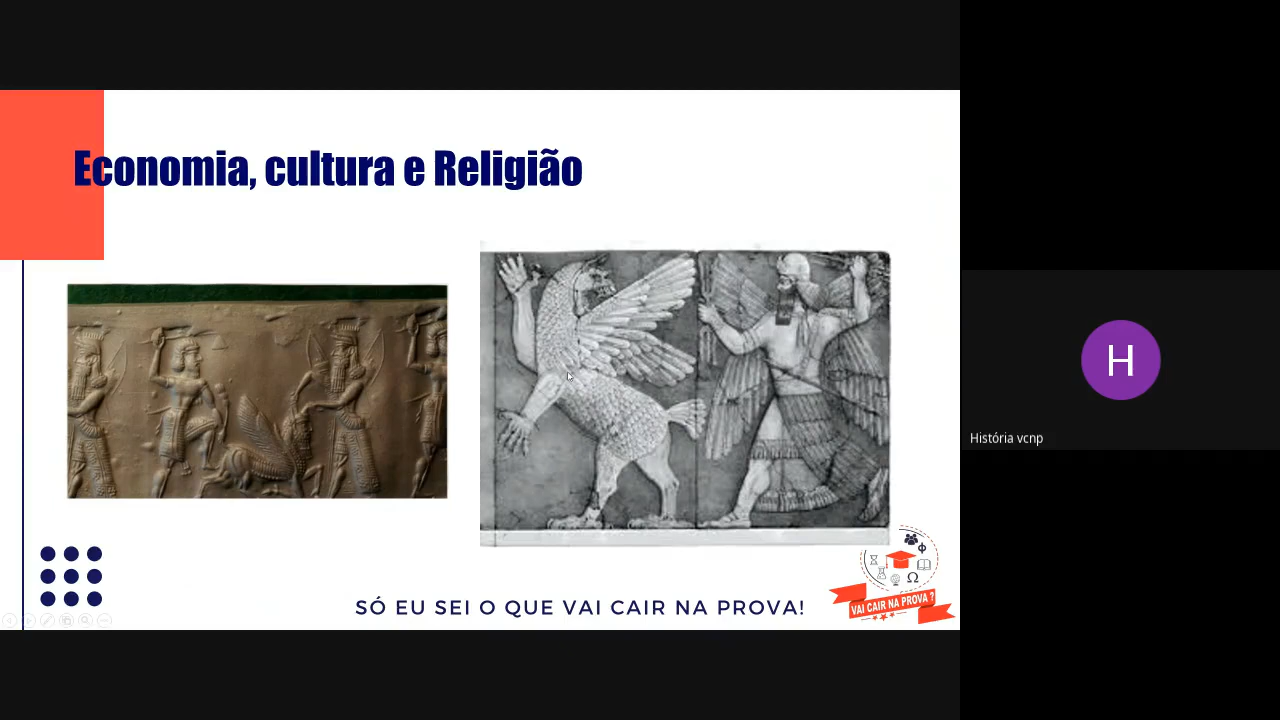 Economia, cultura e Religião
H
História vcnp
SÓ EU SEI O QUE VAI CAIR NA PROVA!
VAI CAIR NA PROVA ?